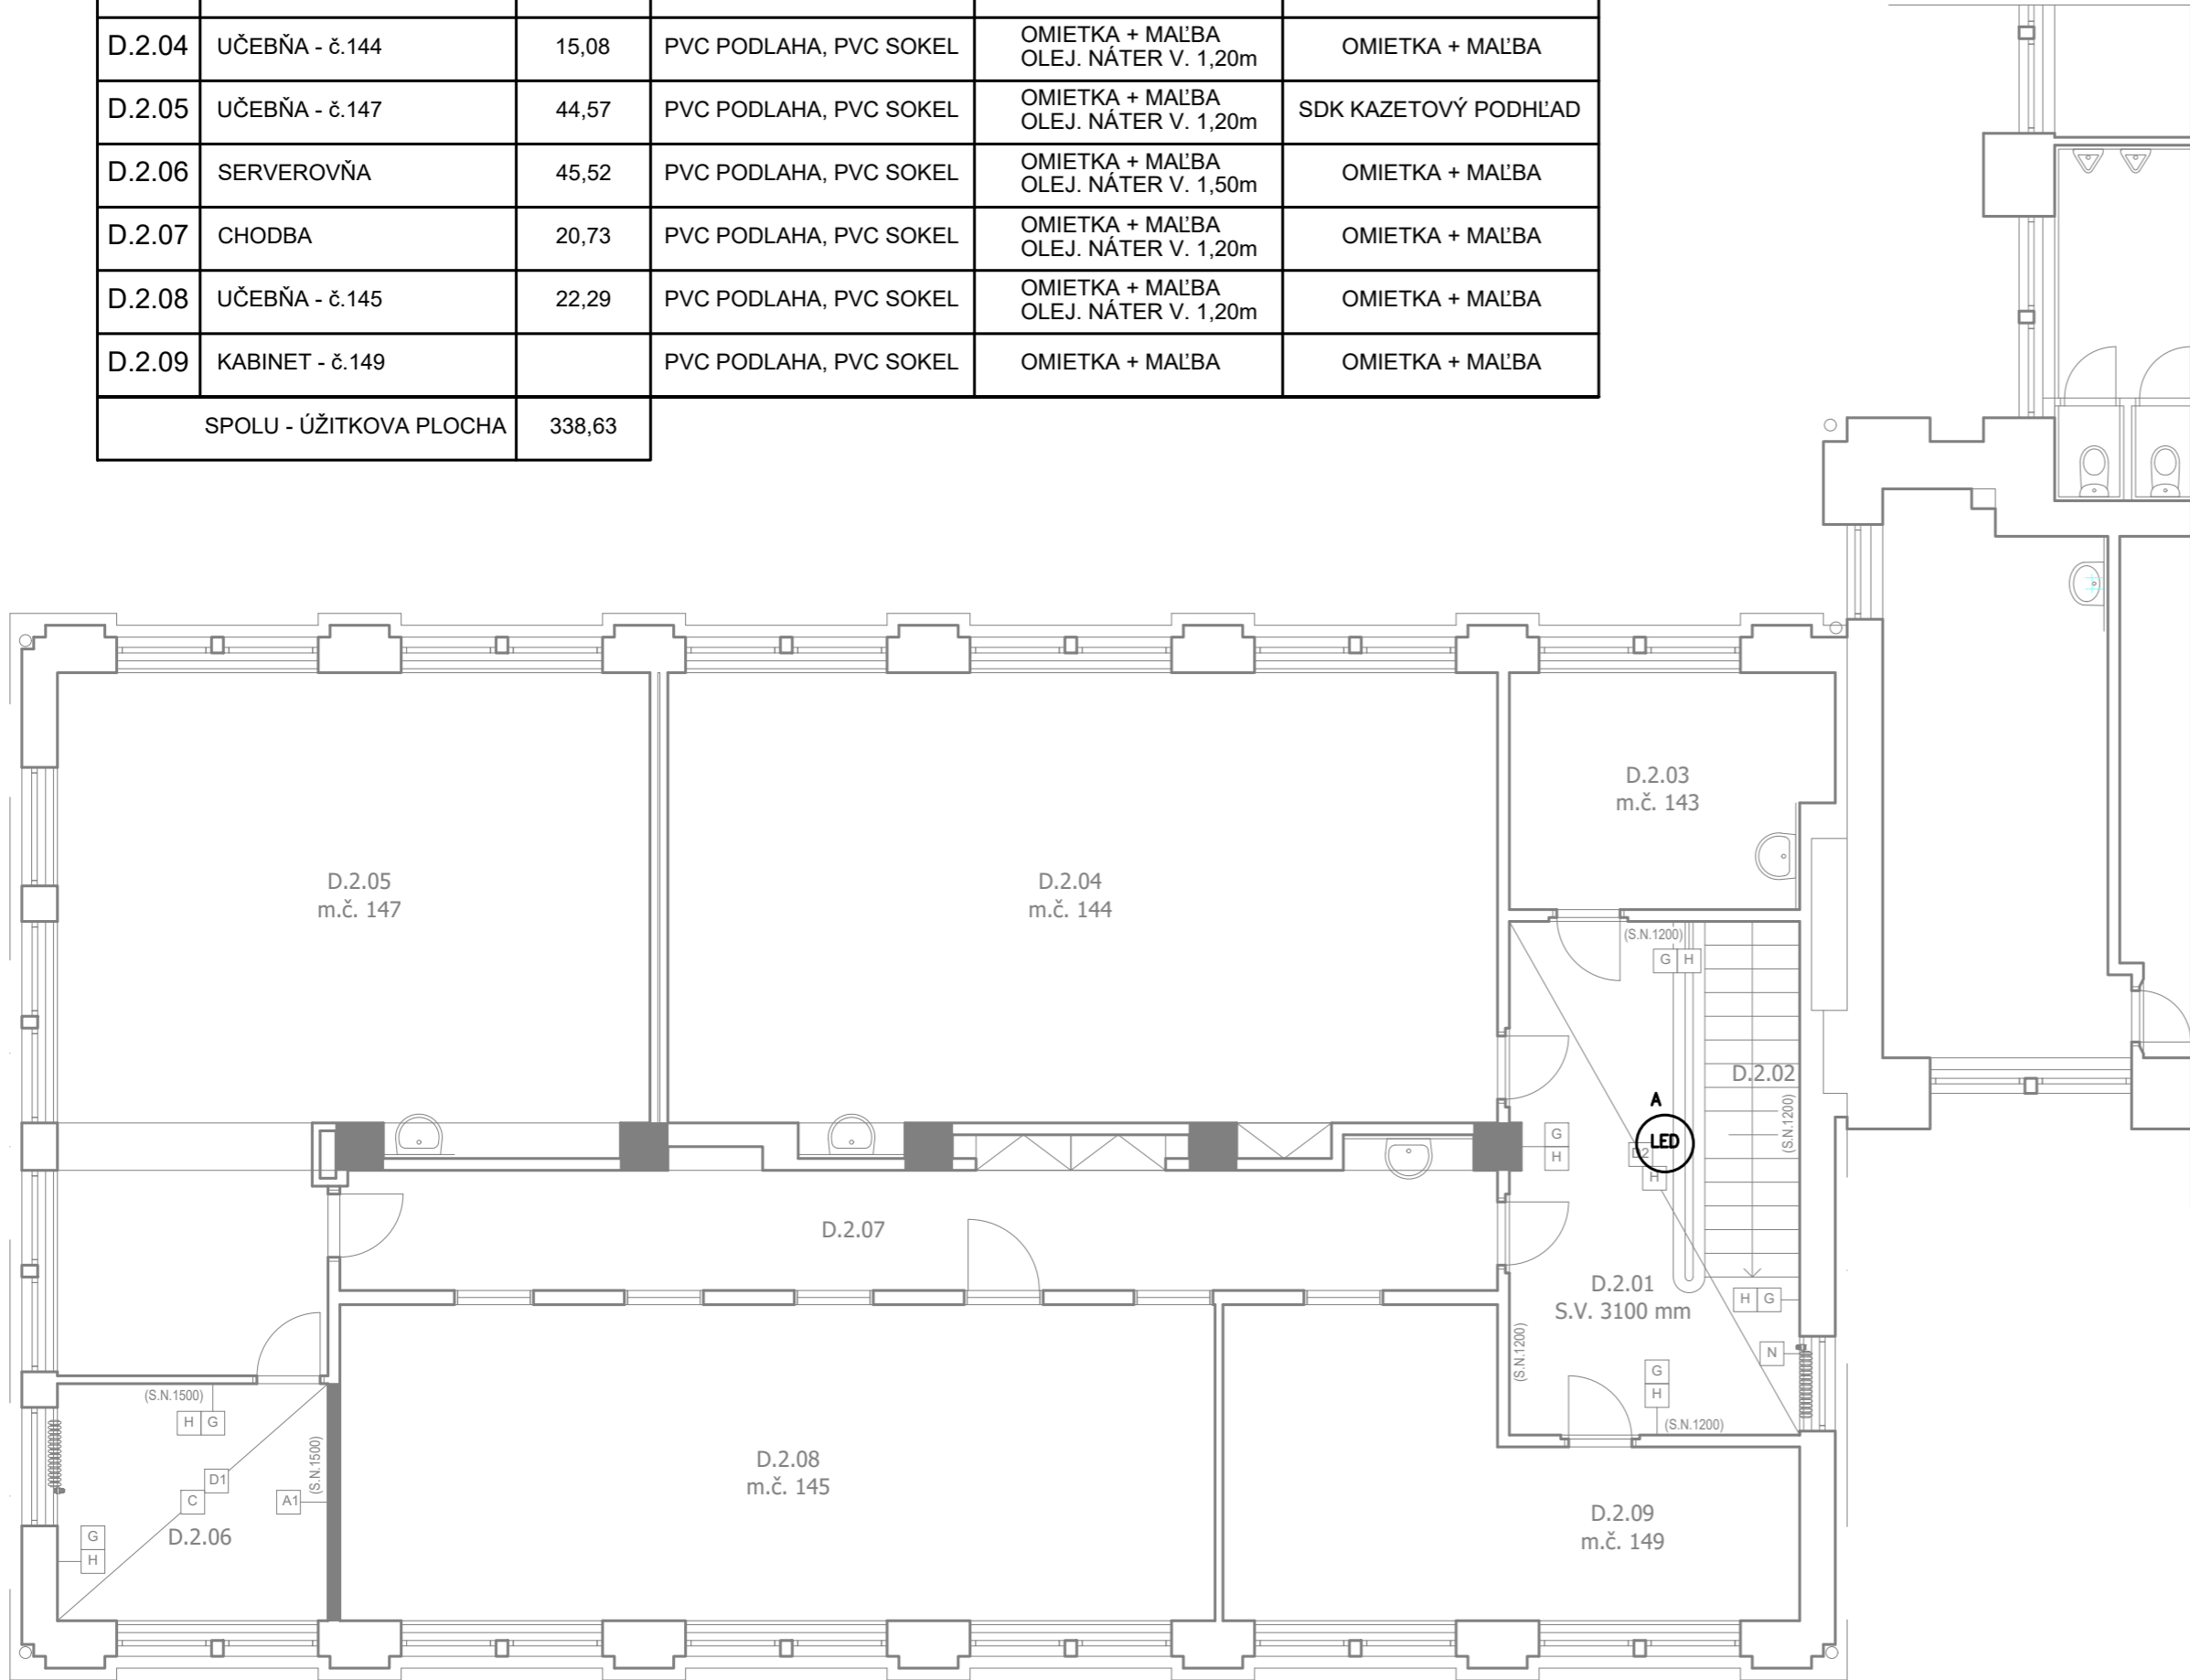 D.2.04 UČEBŇA - č.144 15,08 PVC PODLAHA, PVC SOKEL OMIETKA + MAĽBA OMIETKA + MAĽBA
OLEJ. NÁTER V. 1,20m
D.2.05 UČEBŇA - č.147 44,57 PVC PODLAHA, PVC SOKEL OMIETKA + MAĽBA SDK KAZETOVÝ PODHĽAD
OLEJ. NÁTER V. 1,20m
D.2.06 SERVEROVŇA 45,52 PVC PODLAHA, PVC SOKEL OMIETKA + MAĽBA OMIETKA + MAĽBA
OLEJ. NÁTER V. 1,50m
D.2.07 CHODBA 20,73 PVC PODLAHA, PVC SOKEL OMIETKA + MAĽBA OMIETKA + MAĽBA
OLEJ. NÁTER V. 1,20m
D.2.08 UČEBŇA - č.145 22,29 PVC PODLAHA, PVC SOKEL OMIETKA + MAĽBA OMIETKA + MAĽBA
OLEJ. NÁTER V. 1,20m
D.2.09 KABINET - č.149 PVC PODLAHA, PVC SOKEL OMIETKA + MAĽBA OMIETKA + MAĽBA
SPOLU - ÚŽITKOVA PLOCHA 338,63
D.2.03
m.č. 143
D.2.05
m.č. 147
D.2.04
m.č. 144
(S.N.1200)
G H
D.2.02
A
LED
(S.N.1200)
G
H
D2
H
D.2.07
D.2.01
S.V. 3100 mm
H G
(S.N.1200)
N
G
H
(S.N.1200)
(S.N.1500)
H G
(S.N.1500)
D1
C
A1
D.2.06
G
H
D.2.08
m.č. 145
D.2.09
m.č. 149